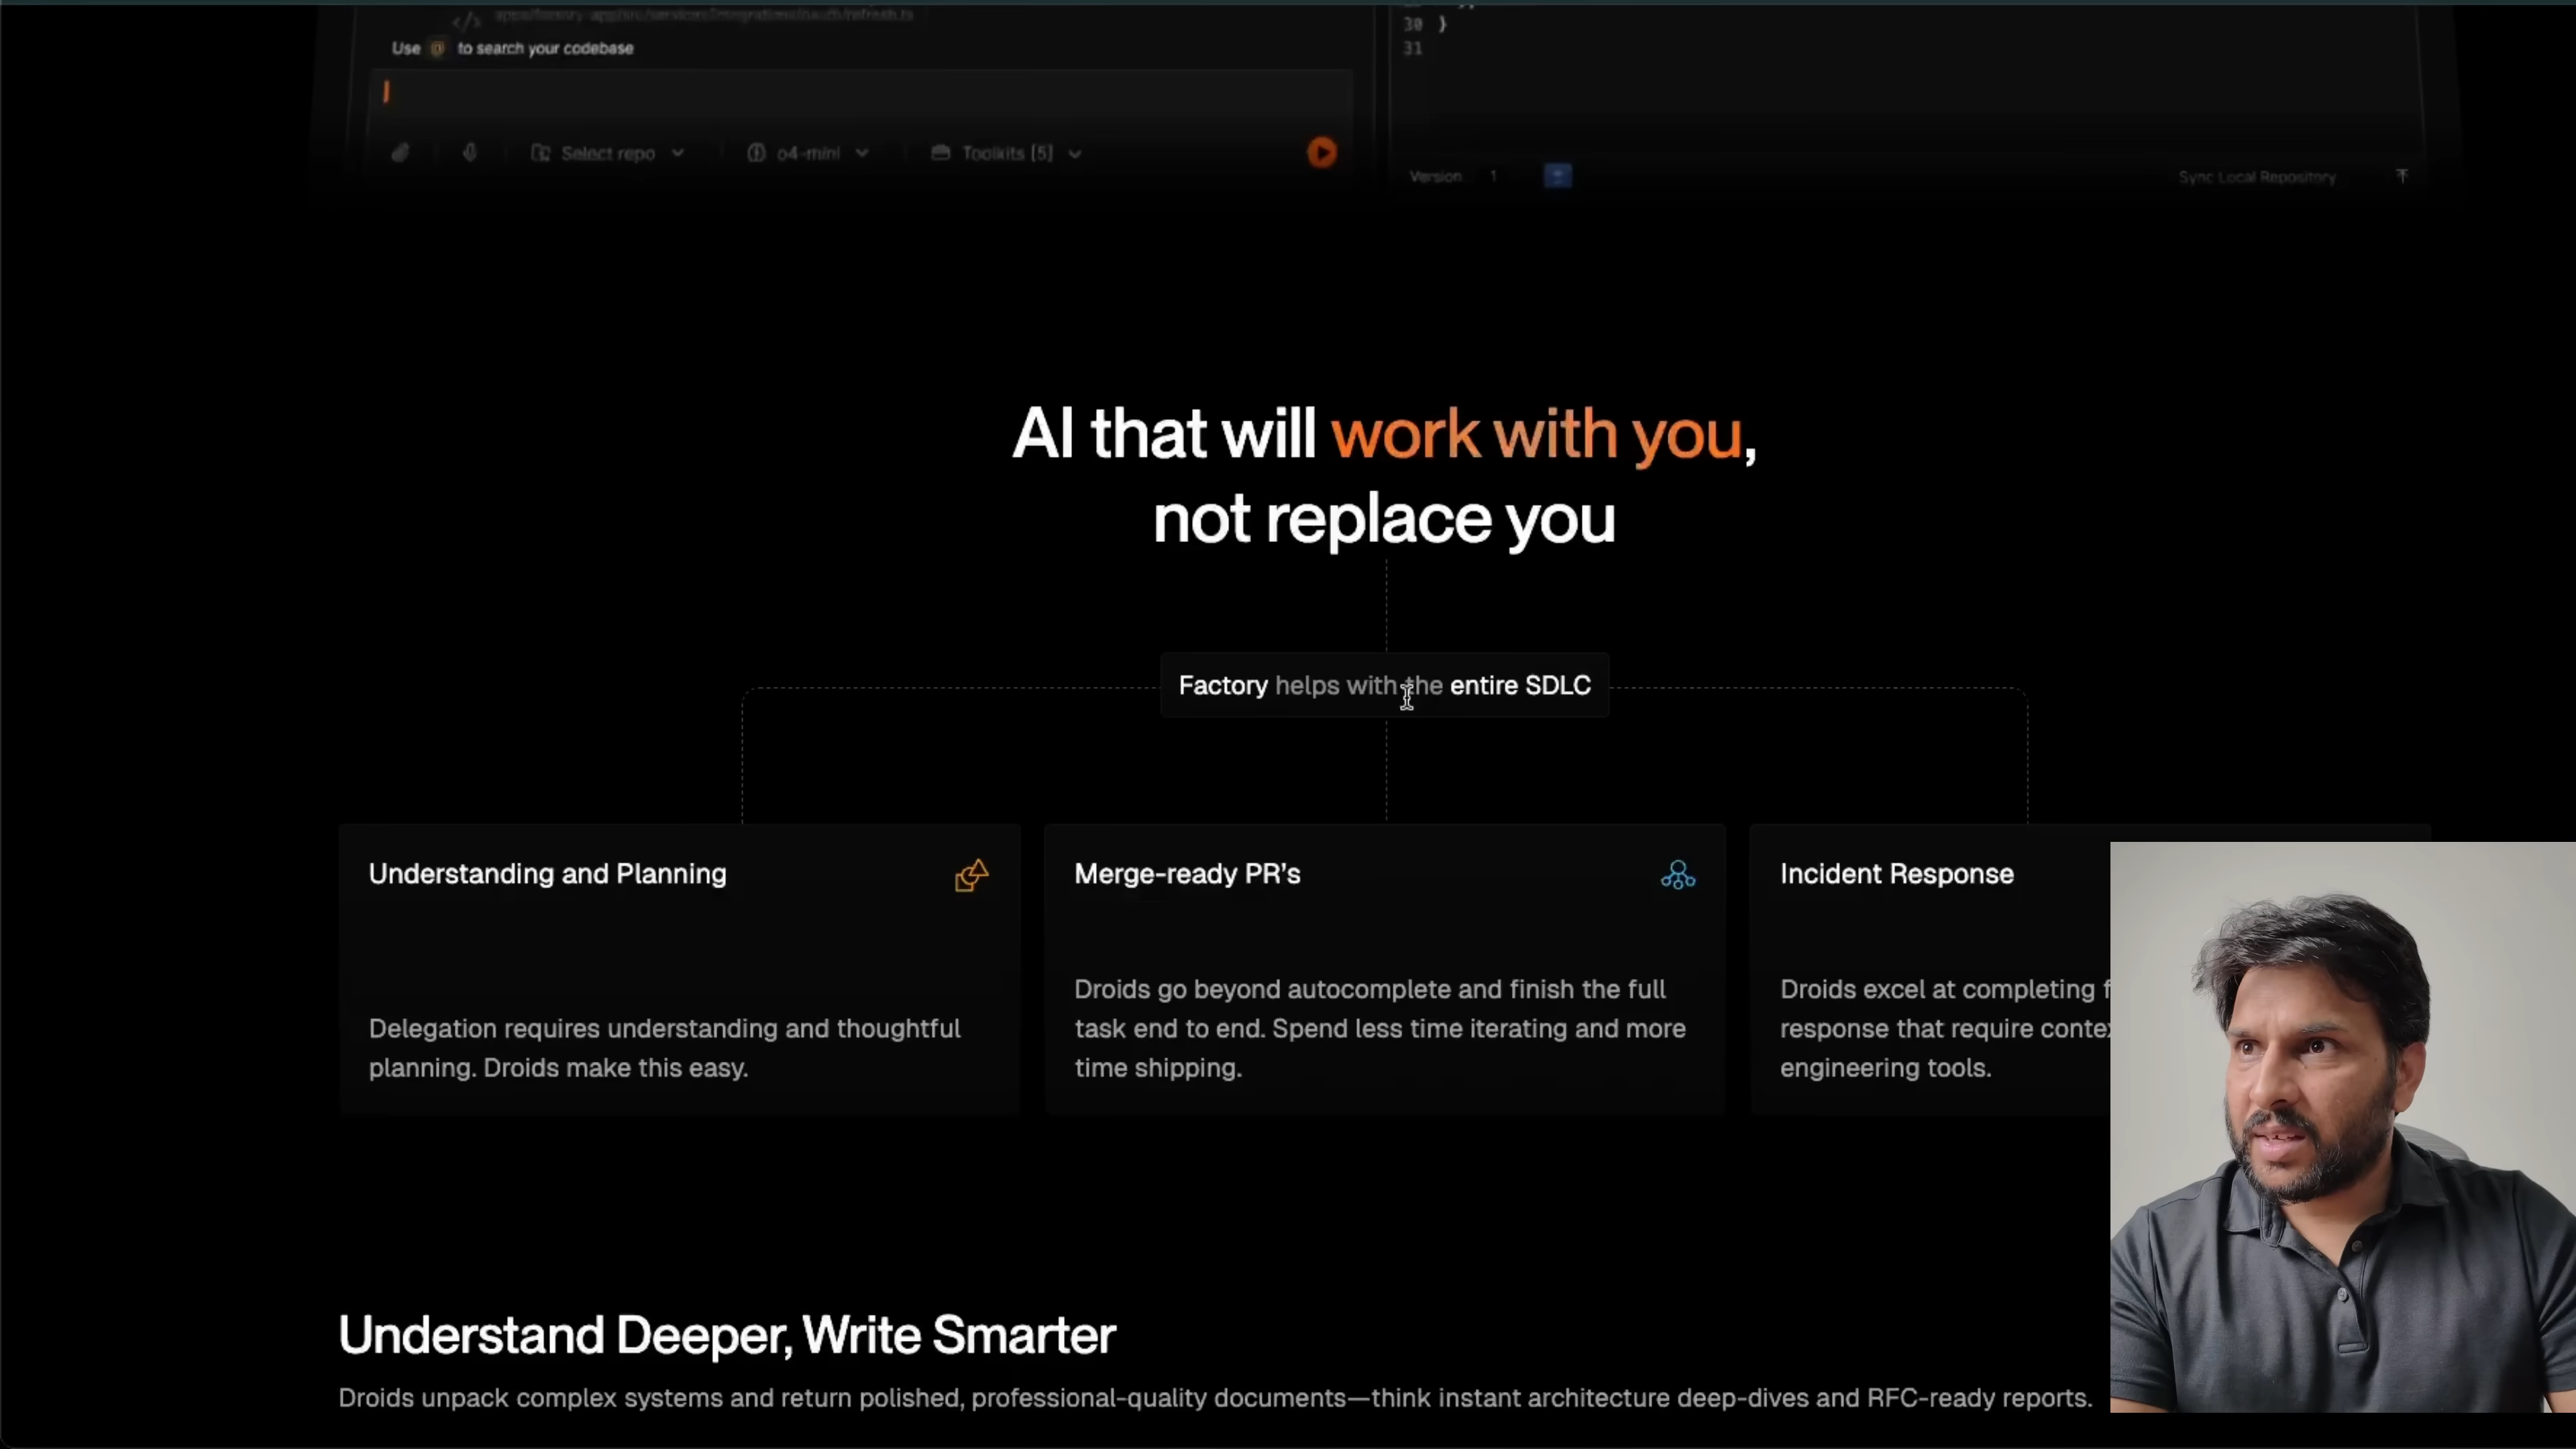 Use @ to search your codebase
Select repo
o4-mini
Toolkits [5]
30 }
31
Version 1
Sync Local Repository
AI that will work with you,
not replace you
Factory helps with the entire SDLC
Understanding and Planning
Delegation requires understanding and thoughtful
planning. Droids make this easy.
Merge-ready PR's
Droids go beyond autocomplete and finish the full
task end to end. Spend less time iterating and more
time shipping.
Incident Response
Droids excel at completing
response that require
engineering tools.
Understand Deeper, Write Smarter
Droids unpack complex systems and return polished, professional-quality documents—think instant architecture deep-dives and RFC-ready reports.